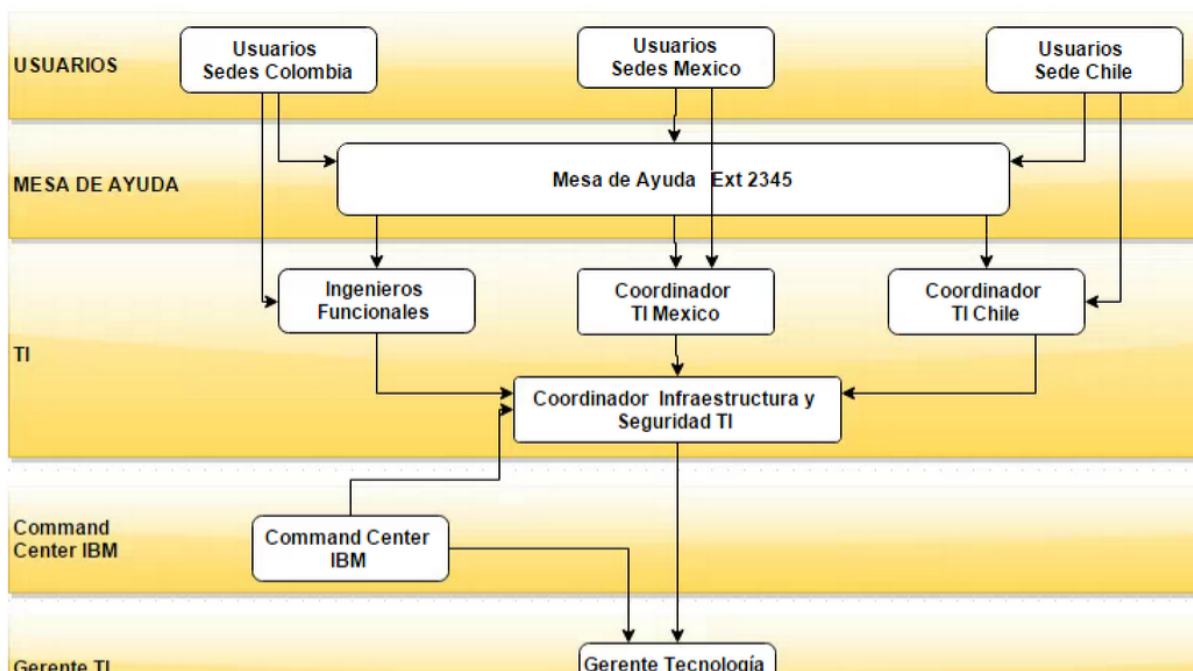 Usuarios
Sedes Colombia
Usuarios
Sedes Mexico
Usuarios
Sede Chile
USUARIOS
MESA DE AYUDA
Mesa de Ayuda  Ext 2345
Ingenieros
Funcionales
Coordinador
TI Mexico
Coordinador
TI Chile
TI
Coordinador  Infraestructura y
Seguridad TI
Command
Center IBM
Command Center
IBM
Gerente TI
Gerente Tecnología